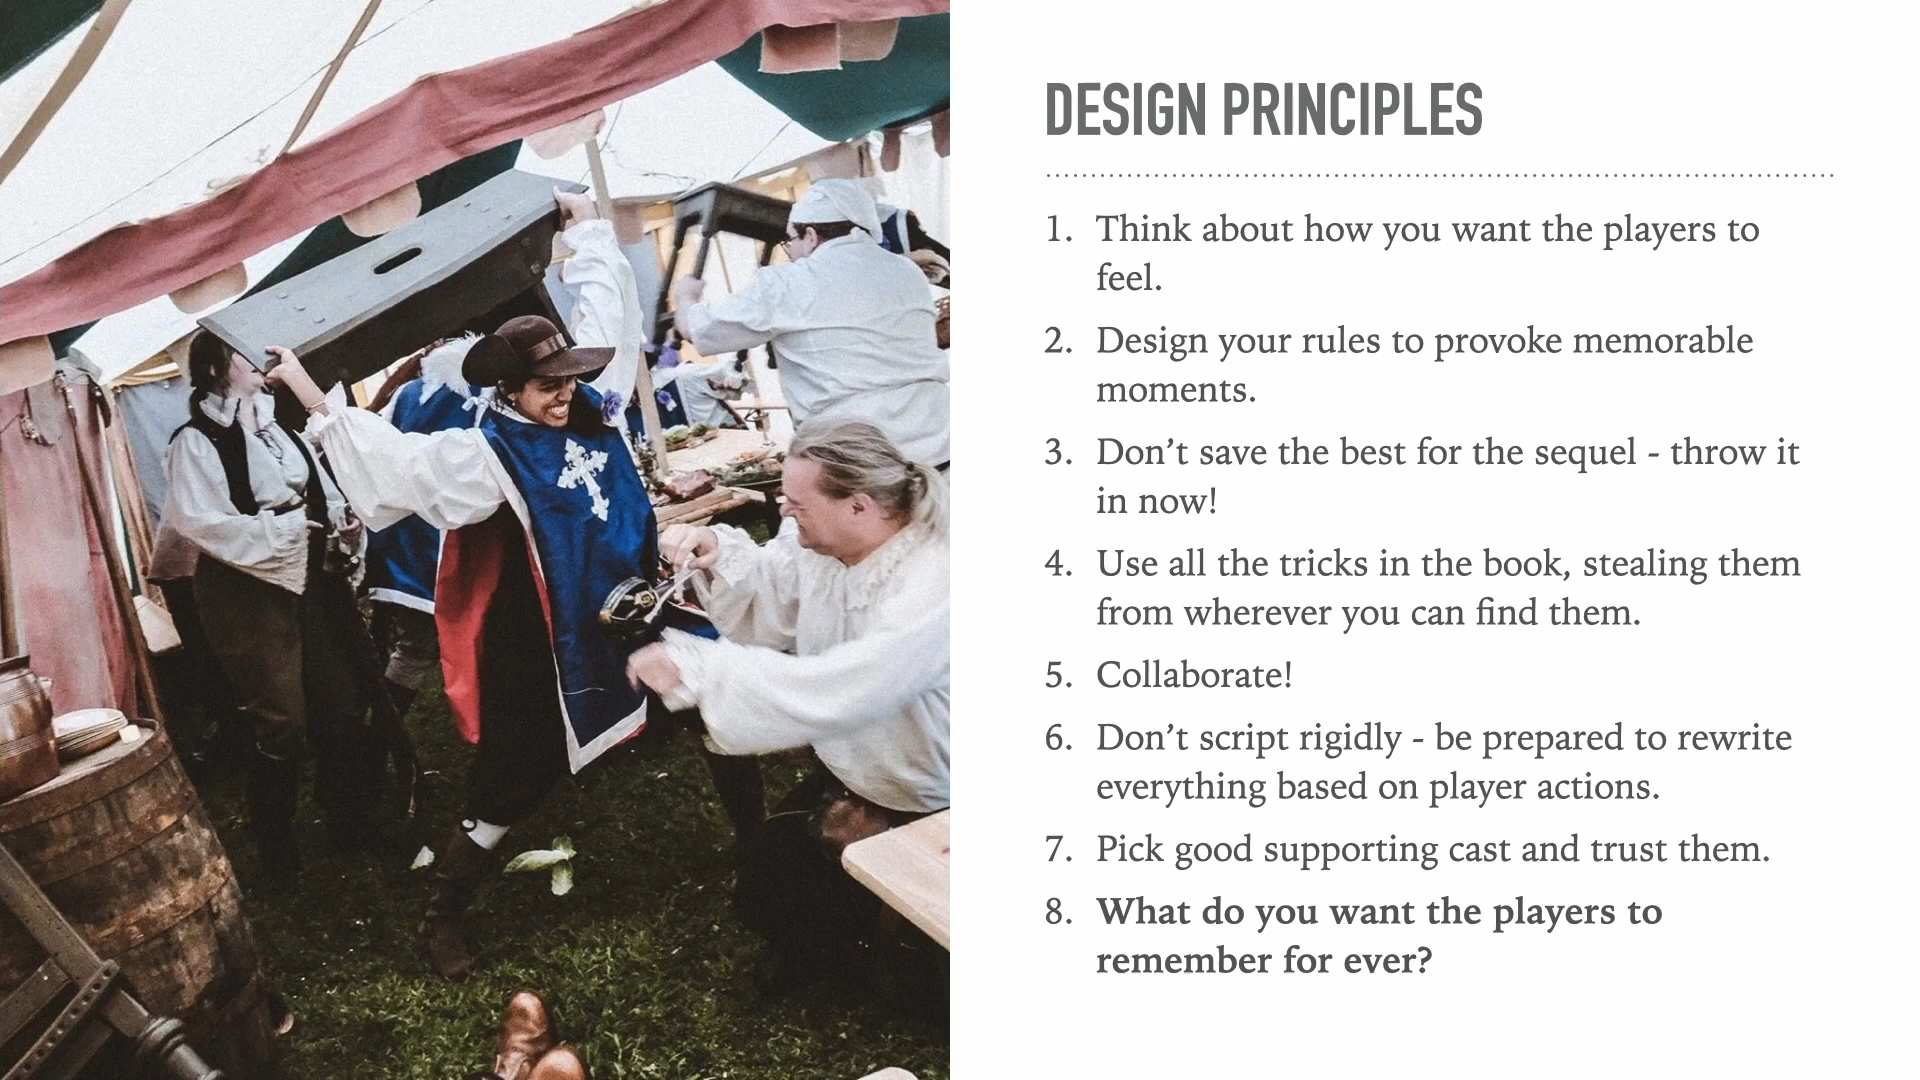 DESIGN PRINCIPLES
1. Think about how you want the players to
feel.
2. Design your rules to provoke memorable
moments.
3. Don’t save the best for the sequel - throw it
in now!
4. Use all the tricks in the book, stealing them
from wherever you can find them.
5. Collaborate!
6. Don’t script rigidly - be prepared to rewrite
everything based on player actions.
7. Pick good supporting cast and trust them.
8. What do you want the players to
remember for ever?